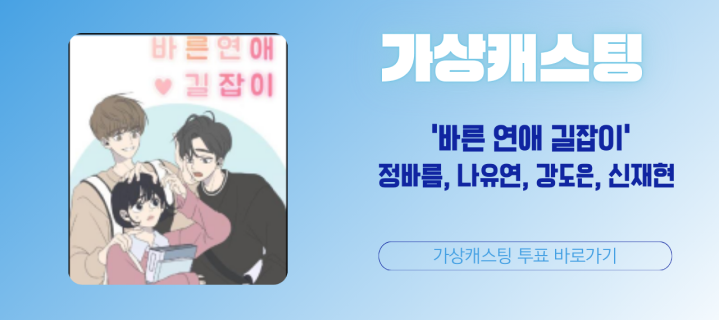 바른연애
길잡이
가상캐스팅
'바른 연애 길잡이'
정바름, 나유연, 강도은, 신재현
가상캐스팅 투표 바로가기